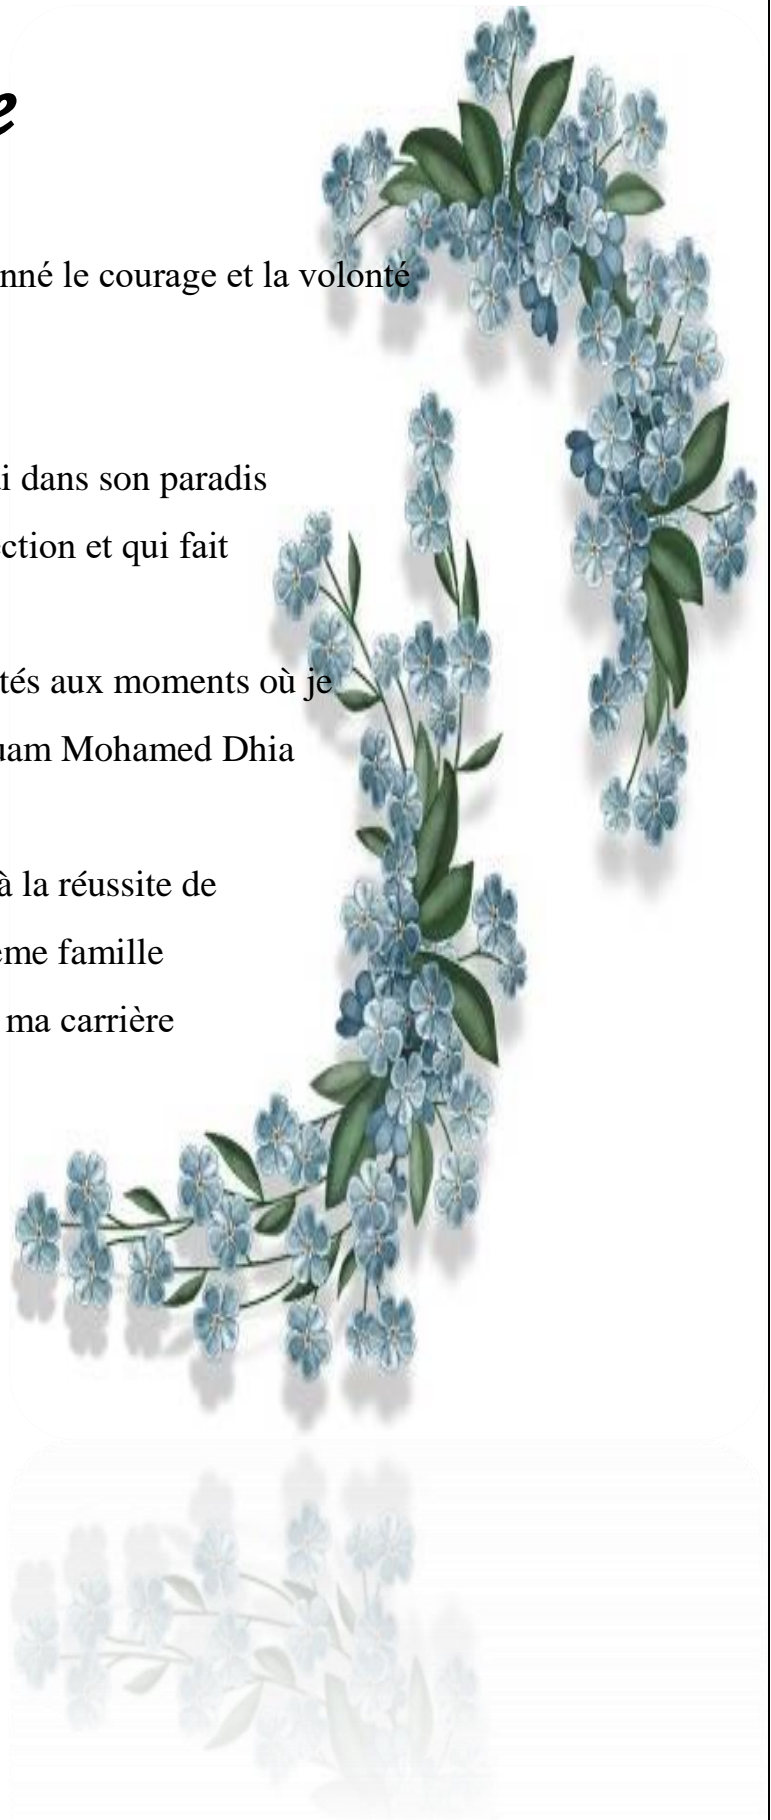 e
nné le courage et la volonté
i dans son paradis
ction et qui fait
tés aux moments où je
uam Mohamed Dhia
à la réussite de
ème famille
ma carrière